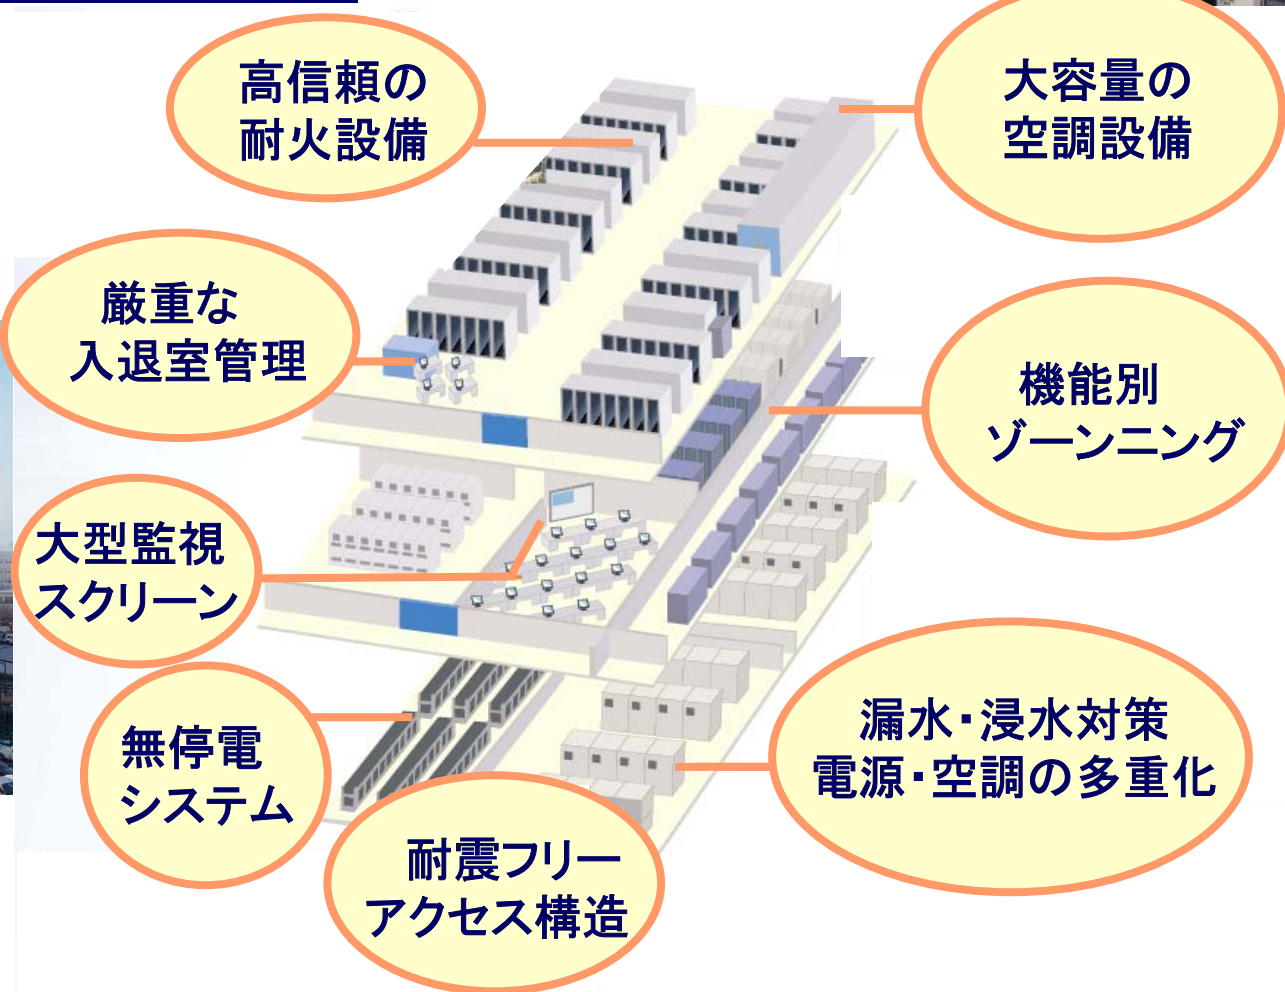 高信頼の
耐火設備
大容量の
空調設備
厳重な
入退室管理
機能別
ゾーンニング
大型監視
スクリーン
漏水・浸水対策
電源・空調の多重化
無停電
システム
耐震フリー
アクセス構造